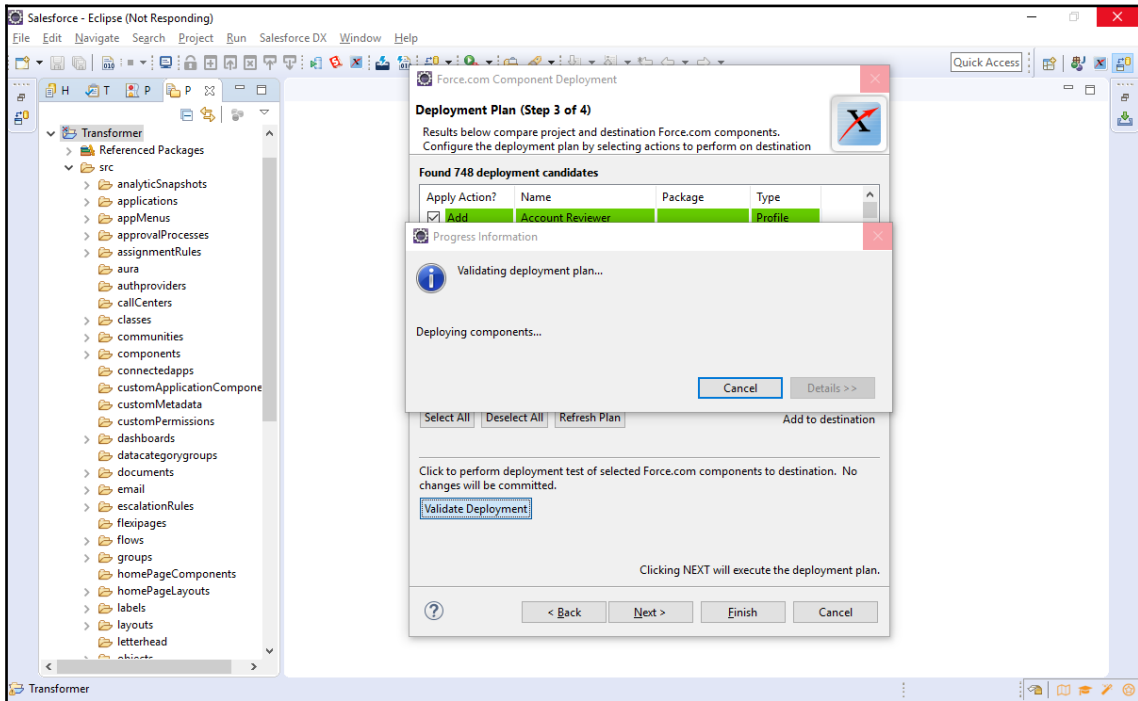 Salesforce - Eclipse (Not Responding)
File Edit Navigate Search Project Run Salesforce DX Window Help
Quick Access
H T P P
Transformer
Referenced Packages
src
analyticSnapshots
applications
appMenus
approvalProcesses
assignmentRules
aura
authproviders
callCenters
classes
communities
components
connectedapps
customApplicationCompone
customMetadata
customPermissions
dashboards
datacategorygroups
documents
email
escalationRules
flexipages
flows
groups
homePageComponents
homePageLayouts
labels
layouts
letterhead
objects
Force.com Component Deployment
Deployment Plan (Step 3 of 4)
Results below compare project and destination Force.com components.
Configure the deployment plan by selecting actions to perform on destination
Found 748 deployment candidates
Apply Action? Name Package Type
Add Account Reviewer Profile
Progress Information
Validating deployment plan...
Deploying components...
Cancel Details >>
Select All Deselect All Refresh Plan Add to destination
Click to perform deployment test of selected Force.com components to destination. No
changes will be committed.
Validate Deployment
Clicking NEXT will execute the deployment plan.
< Back Next > Finish Cancel
Transformer